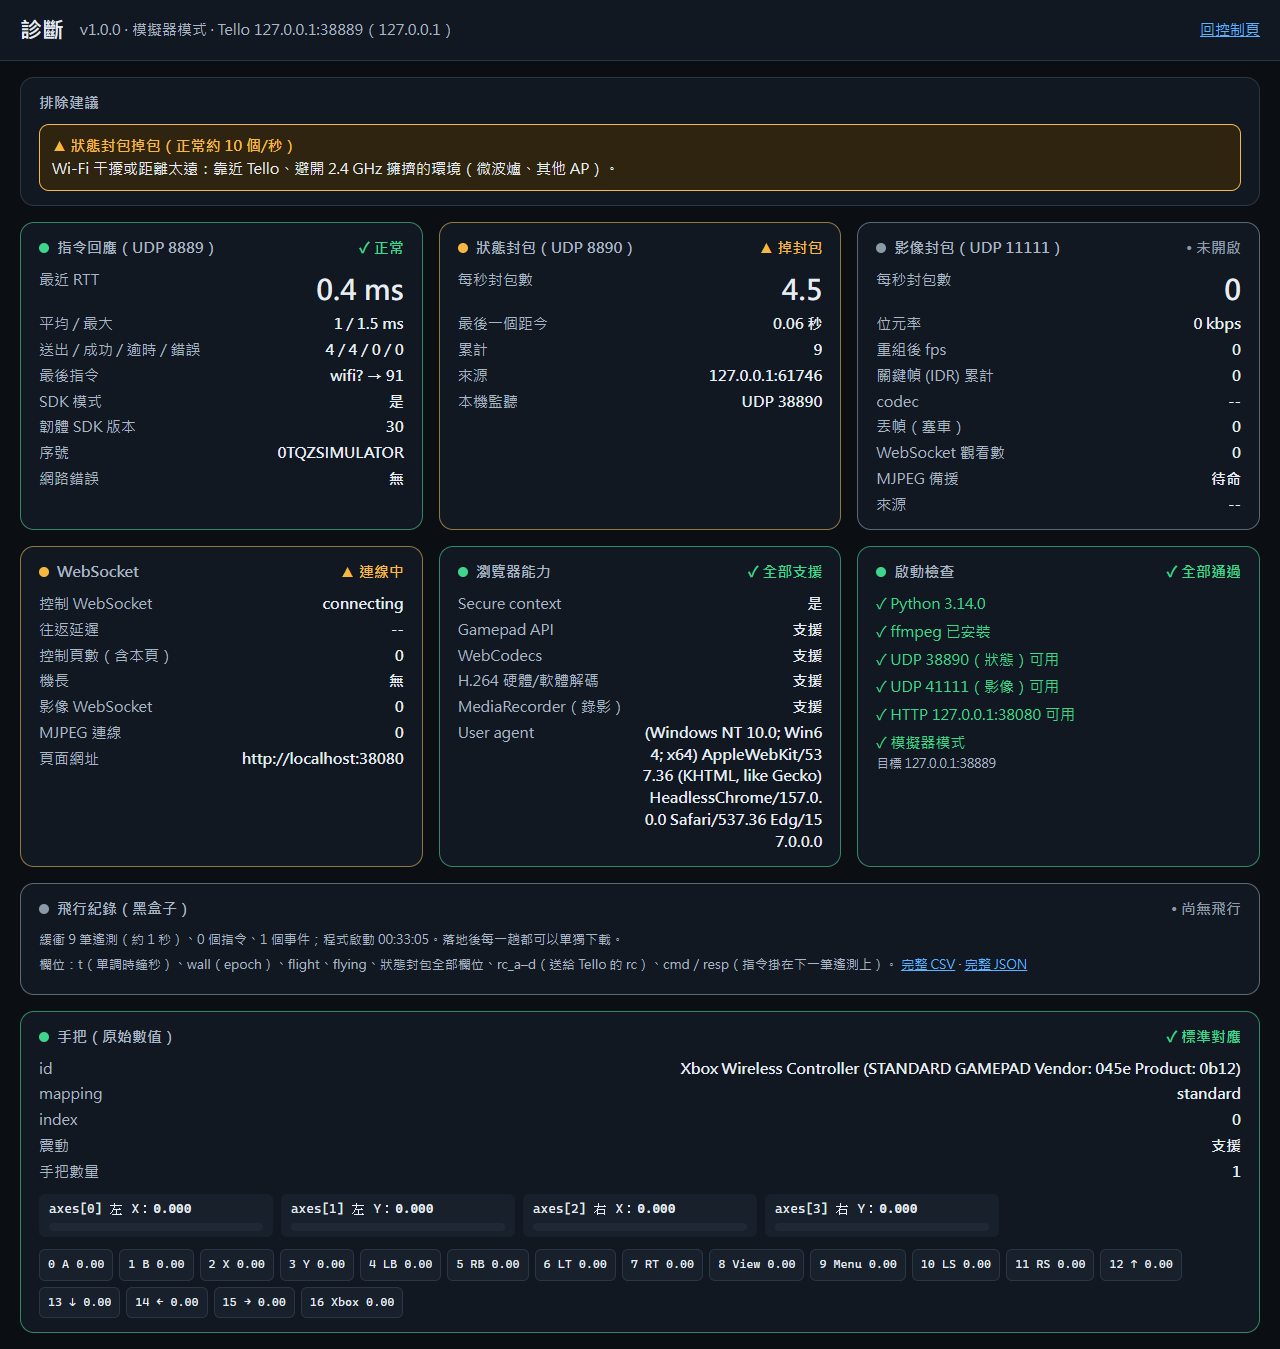 診斷 v1.0.0 · 模擬器模式 · Tello 127.0.0.1:38889（127.0.0.1） 回控制頁
排除建議
▲ 狀態封包掉包（正常約 10 個/秒）
Wi-Fi 干擾或距離太遠：靠近 Tello、避開 2.4 GHz 擁擠的環境（微波爐、其他 AP）。
指令回應（UDP 8889） ✓ 正常
最近 RTT 0.4 ms
平均 / 最大 1 / 1.5 ms
送出 / 成功 / 逾時 / 錯誤 4 / 4 / 0 / 0
最後指令 wifi? → 91
SDK 模式 是
韌體 SDK 版本 30
序號 0TQZSIMULATOR
網路錯誤 無
狀態封包（UDP 8890） ▲ 掉封包
每秒封包數 4.5
最後一個距今 0.06 秒
累計 9
來源 127.0.0.1:61746
本機監聽 UDP 38890
影像封包（UDP 11111） • 未開啟
每秒封包數 0
位元率 0 kbps
重組後 fps 0
關鍵幀 (IDR) 累計 0
codec --
丟幀（塞車） 0
WebSocket 觀看數 0
MJPEG 備援 待命
來源 --
WebSocket ▲ 連線中
控制 WebSocket connecting
往返延遲 --
控制頁數（含本頁） 0
機長 無
影像 WebSocket 0
MJPEG 連線 0
頁面網址 http://localhost:38080
瀏覽器能力 ✓ 全部支援
Secure context 是
Gamepad API 支援
WebCodecs 支援
H.264 硬體/軟體解碼 支援
MediaRecorder（錄影） 支援
User agent (Windows NT 10.0; Win6
4; x64) AppleWebKit/53
7.36 (KHTML, like Gecko)
HeadlessChrome/157.0.
0.0 Safari/537.36 Edg/15
7.0.0.0
啟動檢查 ✓ 全部通過
✓ Python 3.14.0
✓ ffmpeg 已安裝
✓ UDP 38890（狀態）可用
✓ UDP 41111（影像）可用
✓ HTTP 127.0.0.1:38080 可用
✓ 模擬器模式
目標 127.0.0.1:38889
飛行紀錄（黑盒子） • 尚無飛行
緩衝 9 筆遙測（約 1 秒）、0 個指令、1 個事件；程式啟動 00:33:05。落地後每一趟都可以單獨下載。
欄位：t（單調時鐘秒）、wall（epoch）、flight、flying、狀態封包全部欄位、rc_a–d（送給 Tello 的 rc）、cmd / resp（指令掛在下一筆遙測上）。 完整 CSV · 完整 JSON
手把（原始數值） ✓ 標準對應
id Xbox Wireless Controller (STANDARD GAMEPAD Vendor: 045e Product: 0b12)
mapping standard
index 0
震動 支援
手把數量 1
axes[0] 左 X：0.000 axes[1] 左 Y：0.000 axes[2] 右 X：0.000 axes[3] 右 Y：0.000
0 A 0.00 1 B 0.00 2 X 0.00 3 Y 0.00 4 LB 0.00 5 RB 0.00 6 LT 0.00 7 RT 0.00 8 View 0.00 9 Menu 0.00 10 LS 0.00 11 RS 0.00 12 ↑ 0.00
13 ↓ 0.00 14 ← 0.00 15 → 0.00 16 Xbox 0.00